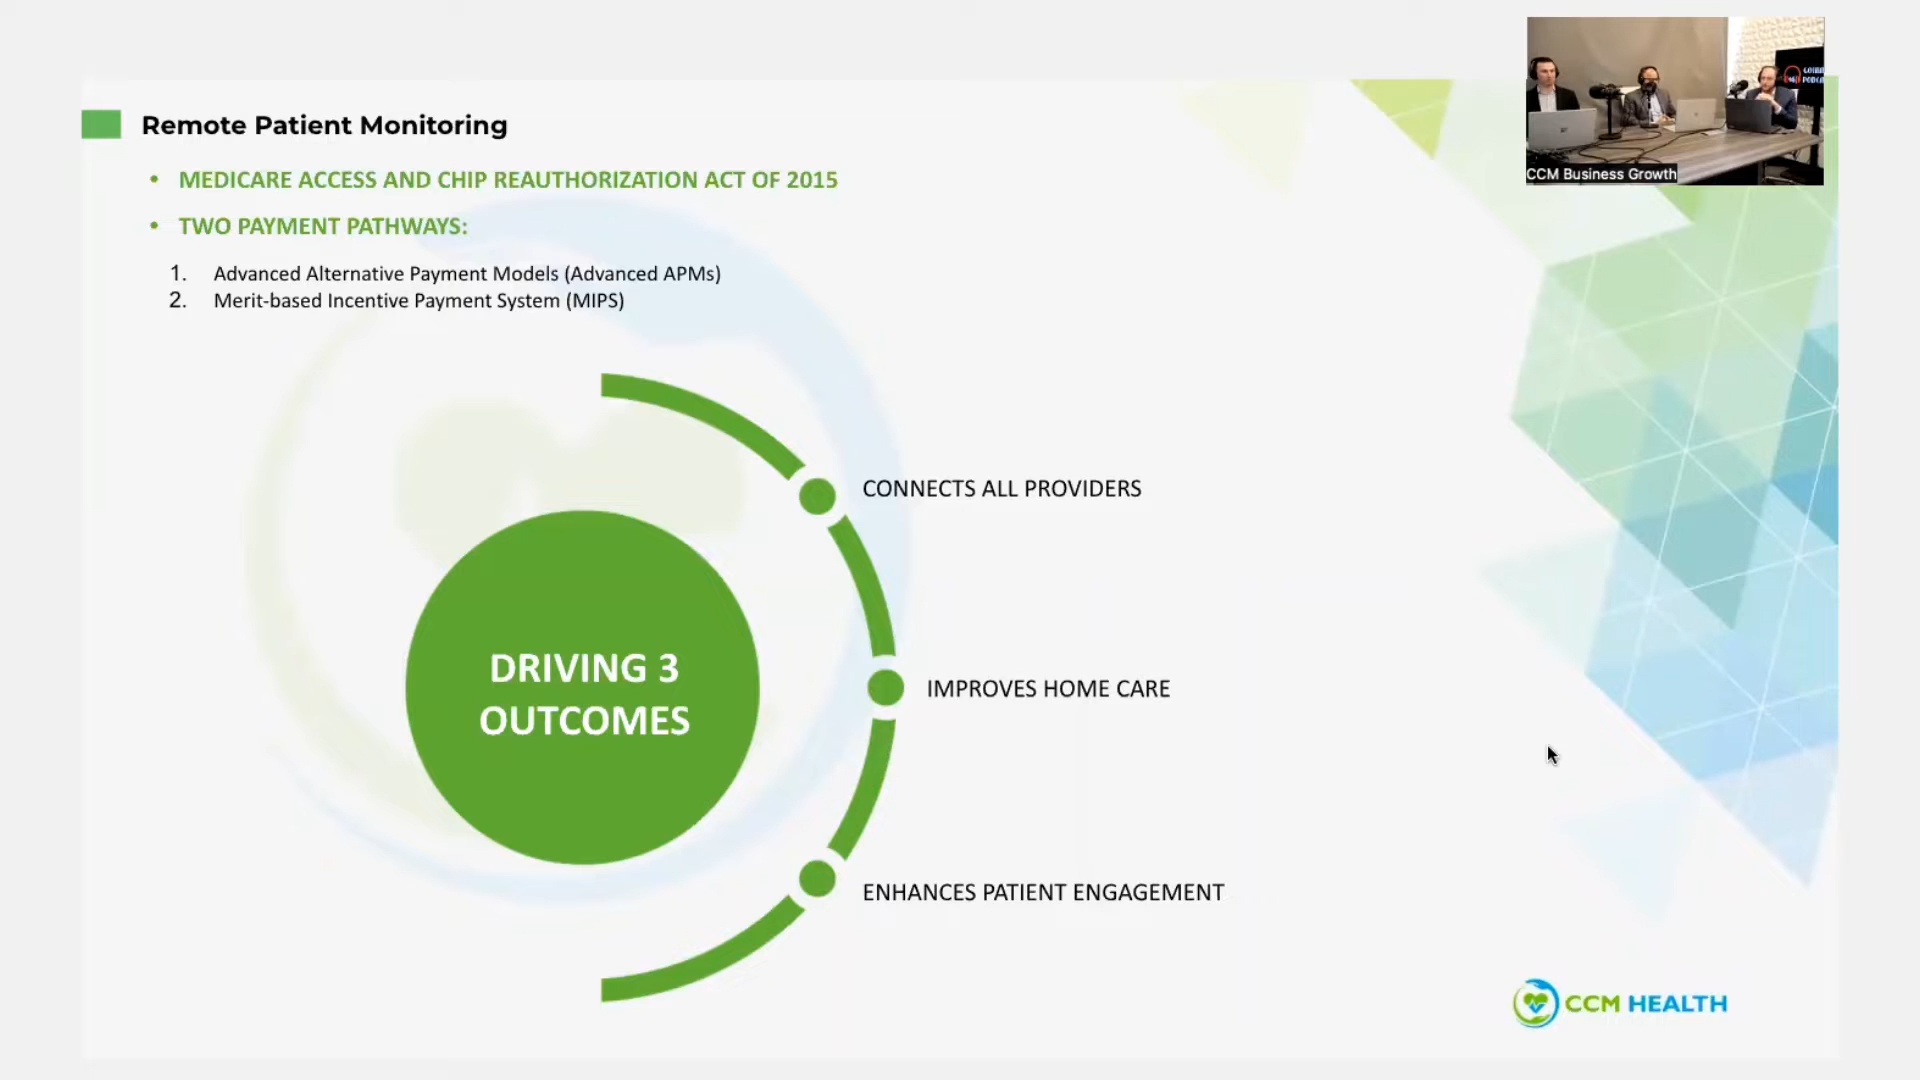 Remote Patient Monitoring
• MEDICARE ACCESS AND CHIP REAUTHORIZATION ACT OF 2015
• TWO PAYMENT PATHWAYS:
1. Advanced Alternative Payment Models (Advanced APMs)
2. Merit-based Incentive Payment System (MIPS)
CONNECTS ALL PROVIDERS
DRIVING 3
OUTCOMES
IMPROVES HOME CARE
ENHANCES PATIENT ENGAGEMENT
CCM Business Growth
CCM HEALTH